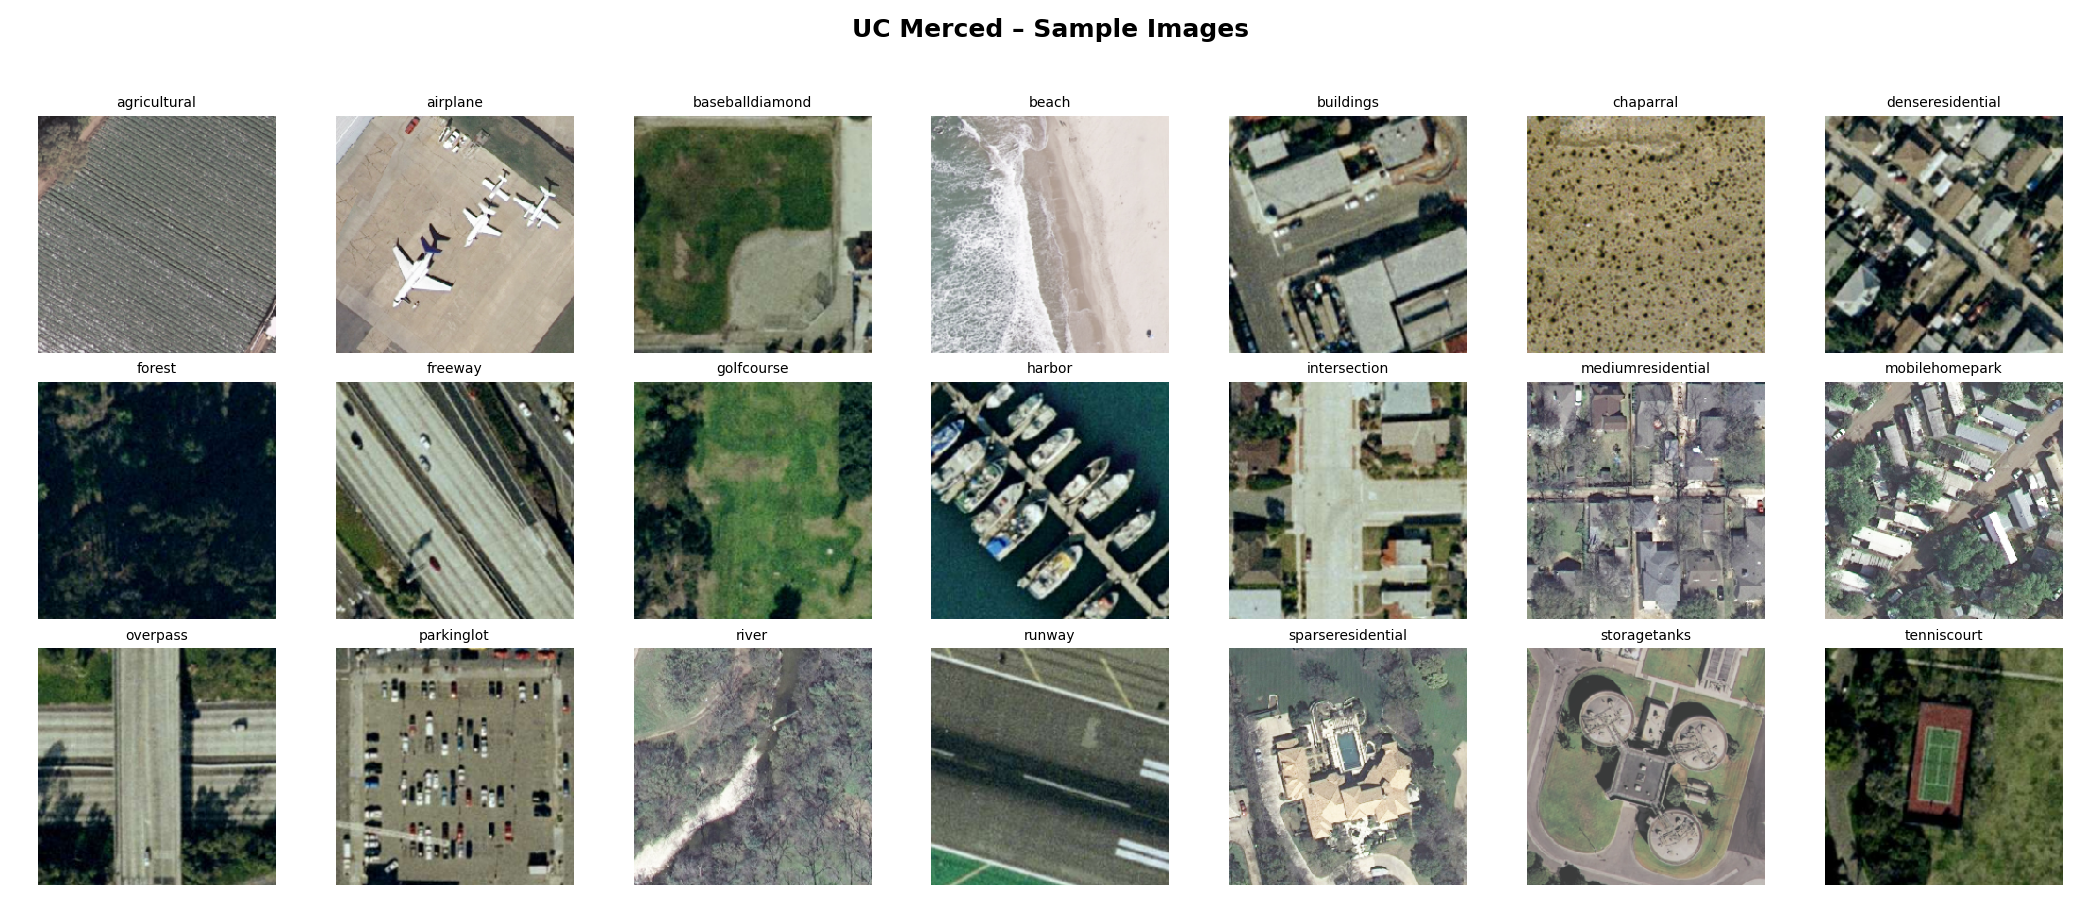 UC Merced – Sample Images
agricultural
airplane
baseballdiamond
beach
buildings
chaparral
denseresidential
forest
freeway
golfcourse
harbor
intersection
mediumresidential
mobilehomepark
overpass
parkinglot
river
runway
sparseresidential
storagetanks
tenniscourt